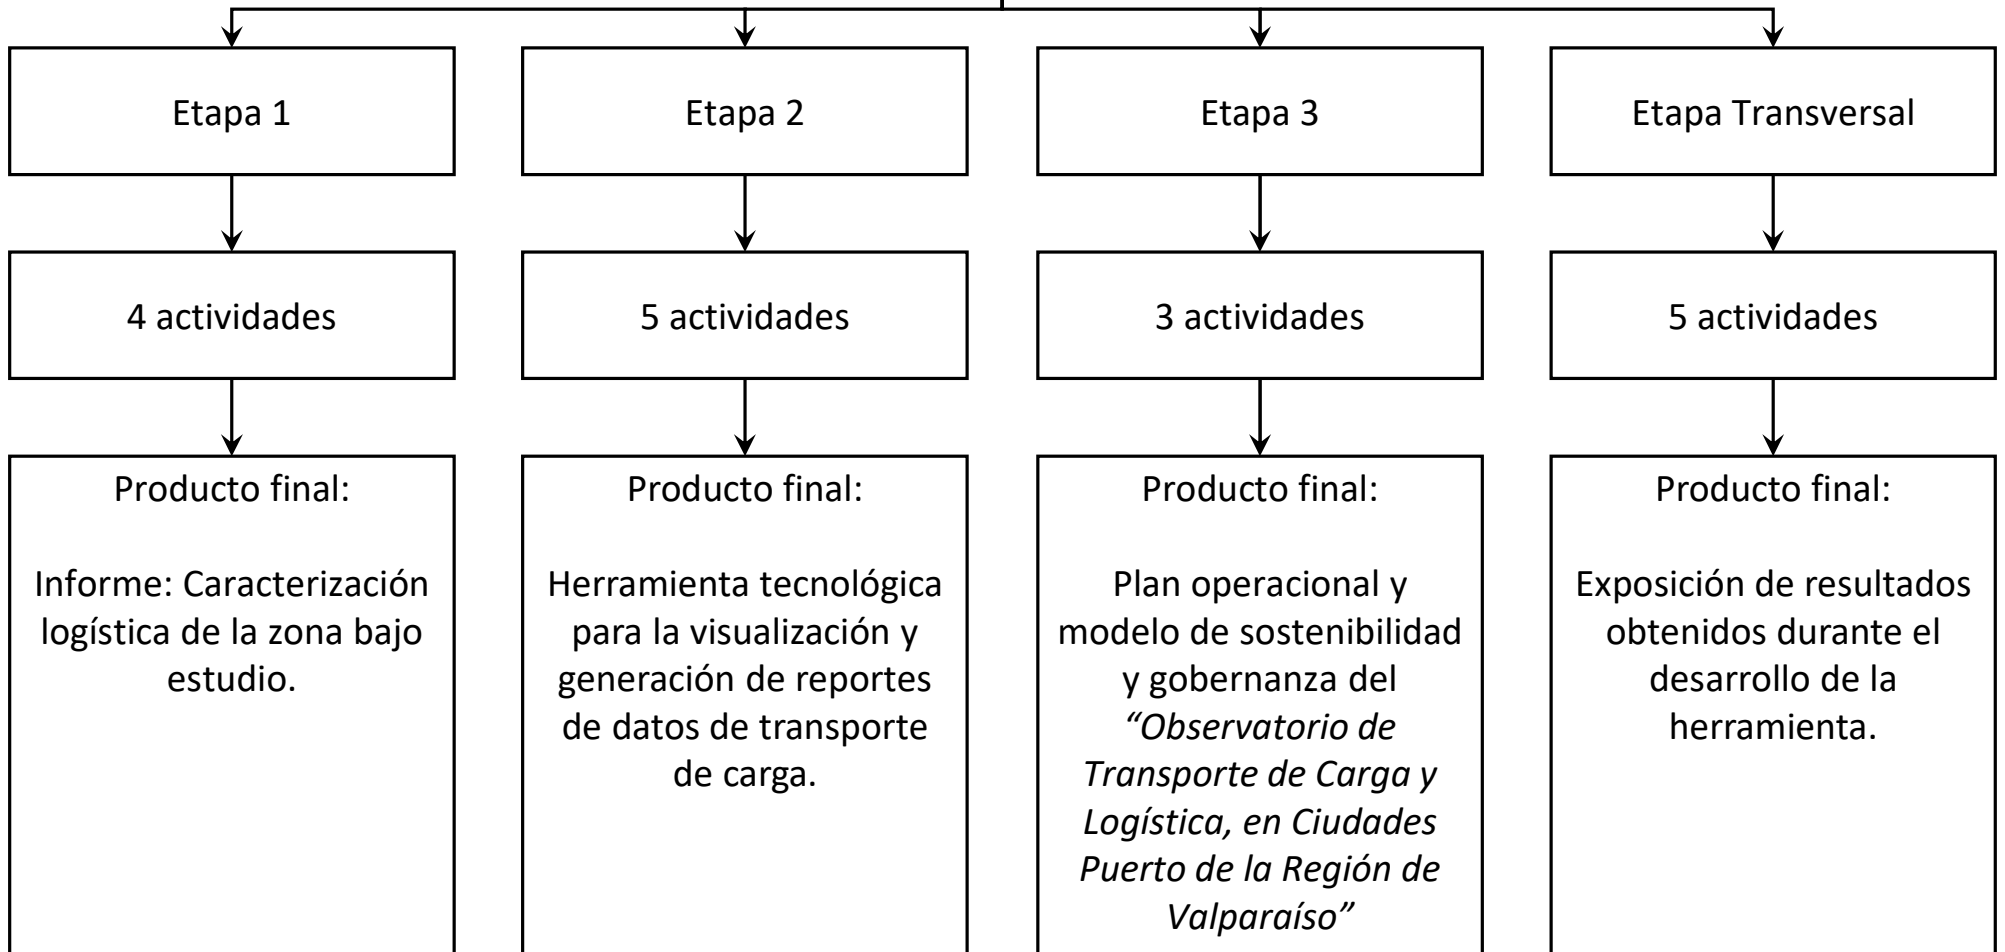 Etapa 1
Etapa 2
Etapa 3
Etapa Transversal
4 actividades
5 actividades
3 actividades
5 actividades
Producto final:
Informe: Caracterización
logística de la zona bajo
estudio.
Producto final:
Herramienta tecnológica
para la visualización y
generación de reportes
de datos de transporte
de carga.
Producto final:
Plan operacional y
modelo de sostenibilidad
y gobernanza del
“Observatorio de
Transporte de Carga y
Logística, en Ciudades
Puerto de la Región de
Valparaíso”
Producto final:
Exposición de resultados
obtenidos durante el
desarrollo de la
herramienta.